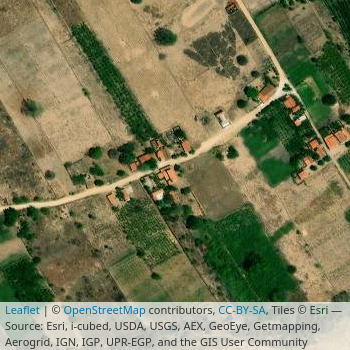 Leaflet | © OpenStreetMap contributors, CC-BY-SA, Tiles © Esri —
Source: Esri, i-cubed, USDA, USGS, AEX, GeoEye, Getmapping,
Aerogrid, IGN, IGP, UPR-EGP, and the GIS User Community